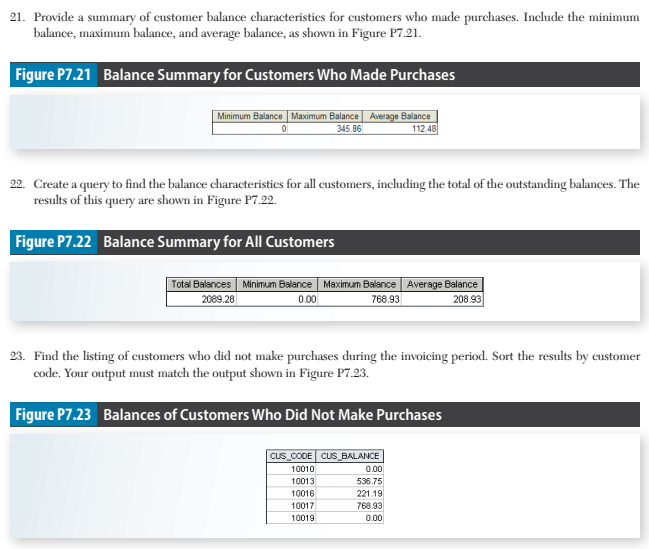 21. Provide a summary of customer balance characteristics for customers who made purchases. Include the minimum
balance, maximum balance, and average balance, as shown in Figure P7.21.
Figure P7.21 Balance Summary for Customers Who Made Purchases
Minimum Balance Maximum Balance Average Balance
0 345.86 112.48
22. Create a query to find the balance characteristics for all customers, including the total of the outstanding balances. The
results of this query are shown in Figure P7.22.
Figure P7.22 Balance Summary for All Customers
Total Balances Minimum Balance Maximum Balance Average Balance
2089.28 0.00 768.93 208.93
23. Find the listing of customers who did not make purchases during the invoicing period. Sort the results by customer
code. Your output must match the output shown in Figure P7.23.
Figure P7.23 Balances of Customers Who Did Not Make Purchases
CUS_CODE CUS_BALANCE
10010 0.00
10013 536.75
10016 221.19
10017 768.93
10019 0.00